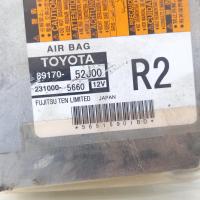 AIR BAG
TOYOTA
89170-52J00
R2
231000-5660 12V
FUJITSU TEN LIMITED JAPAN